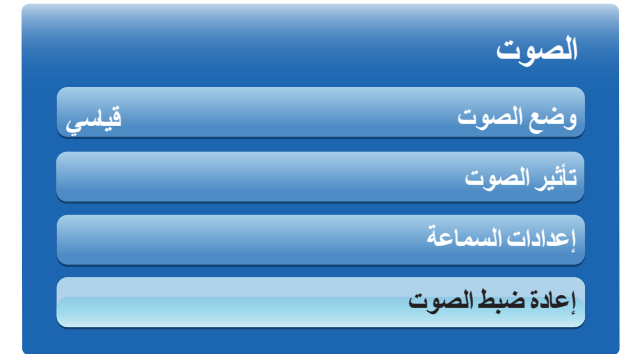 الصوت
وضع الصوت قياسي
تأثير الصوت
إعدادات السماعة
إعادة ضبط الصوت